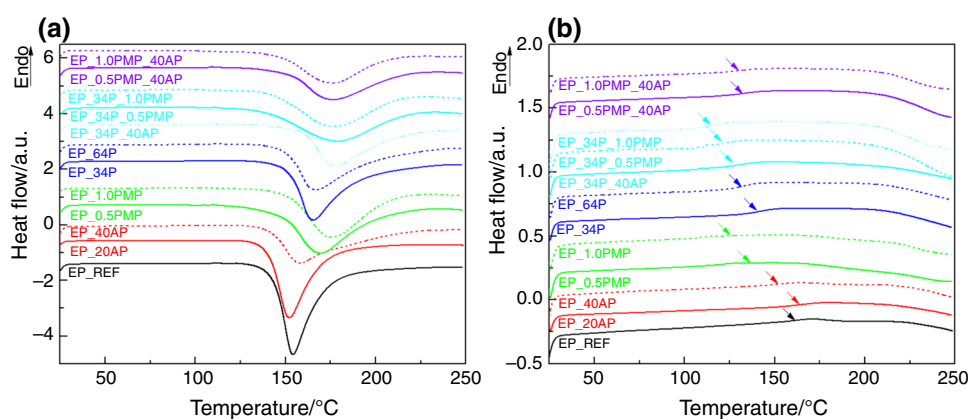 (a)
Endo
Heat flow/a.u.
6
4
2
0
−2
−4
EP_1.0PMP_40AP
EP_0.5PMP_40AP
EP_34P_1.0PMP
EP_34P_0.5PMP
EP_34P_40AP
EP_64P
EP_34P
EP_1.0PMP
EP_0.5PMP
EP_40AP
EP_20AP
EP_REF
50 100 150 200 250
Temperature/°C
(b)
Endo
Heat flow/a.u.
2.0
1.5
1.0
0.5
0.0
−0.5
EP_1.0PMP_40AP
EP_0.5PMP_40AP
EP_34P_1.0PMP
EP_34P_0.5PMP
EP_34P_40AP
EP_64P
EP_34P
EP_1.0PMP
EP_0.5PMP
EP_40AP
EP_20AP
EP_REF
50 100 150 200 250
Temperature/°C